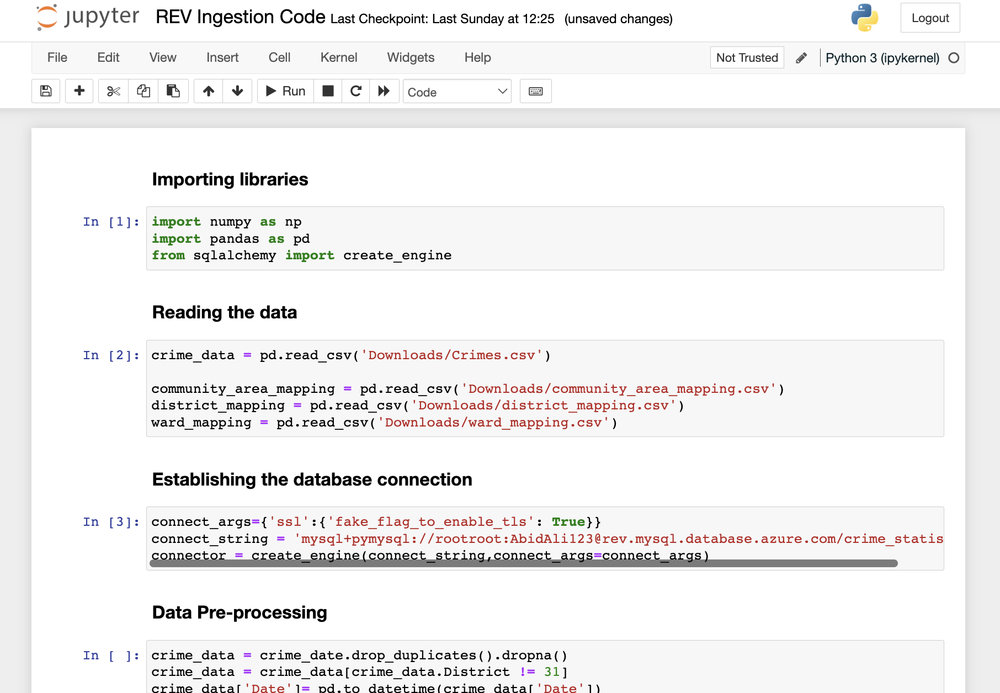 jupyter REV Ingestion Code Last Checkpoint: Last Sunday at 12:25 (unsaved changes) Logout
File Edit View Insert Cell Kernel Widgets Help Not Trusted Python 3 (ipykernel)
Run Code
Importing libraries
In [1]: import numpy as np
import pandas as pd
from sqlalchemy import create_engine
Reading the data
In [2]: crime_data = pd.read_csv('Downloads/Crimes.csv')
community_area_mapping = pd.read_csv('Downloads/community_area_mapping.csv')
district_mapping = pd.read_csv('Downloads/district_mapping.csv')
ward_mapping = pd.read_csv('Downloads/ward_mapping.csv')
Establishing the database connection
In [3]: connect_args={'ssl':{'fake_flag_to_enable_tls': True}}
connect_string = 'mysql+pymysql://rootroot:AbidAli123@rev.mysql.database.azure.com/crime_statis
connector = create_engine(connect_string,connect_args=connect_args)
Data Pre-processing
In [ ]: crime_data = crime_date.drop_duplicates().dropna()
crime_data = crime_data[crime_data.District != 31]
crime_data['Date']= pd.to_datetime(crime_data['Date'])